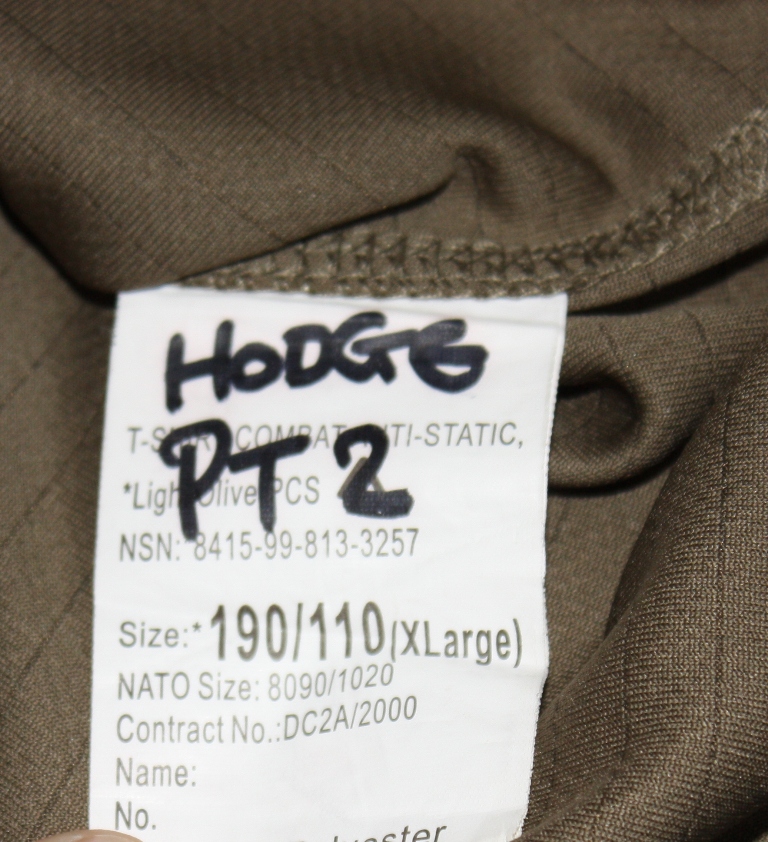 HODGE
T-SHIRT COMBAT ANTI-STATIC,
PT 2
*Light Olive PCS
NSN: 8415-99-813-3257
Size:* 190/110(XLarge)
NATO Size: 8090/1020
Contract No.:DC2A/2000
Name:
No.